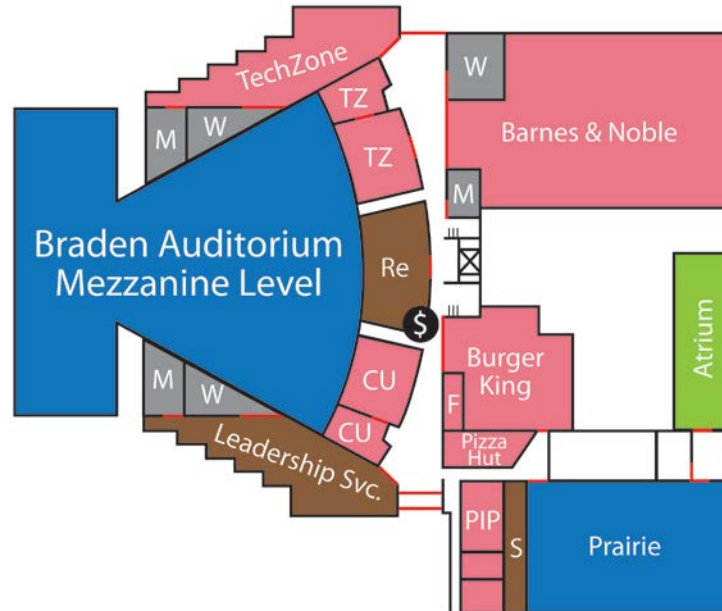 TechZone
W
TZ
Barnes & Noble
W
M
TZ
M
Braden Auditorium
Mezzanine Level
Re
$
Atrium
Burger
King
CU
M
W
F
CU
Pizza
Hut
Leadership Svc.
PIP
S
Prairie